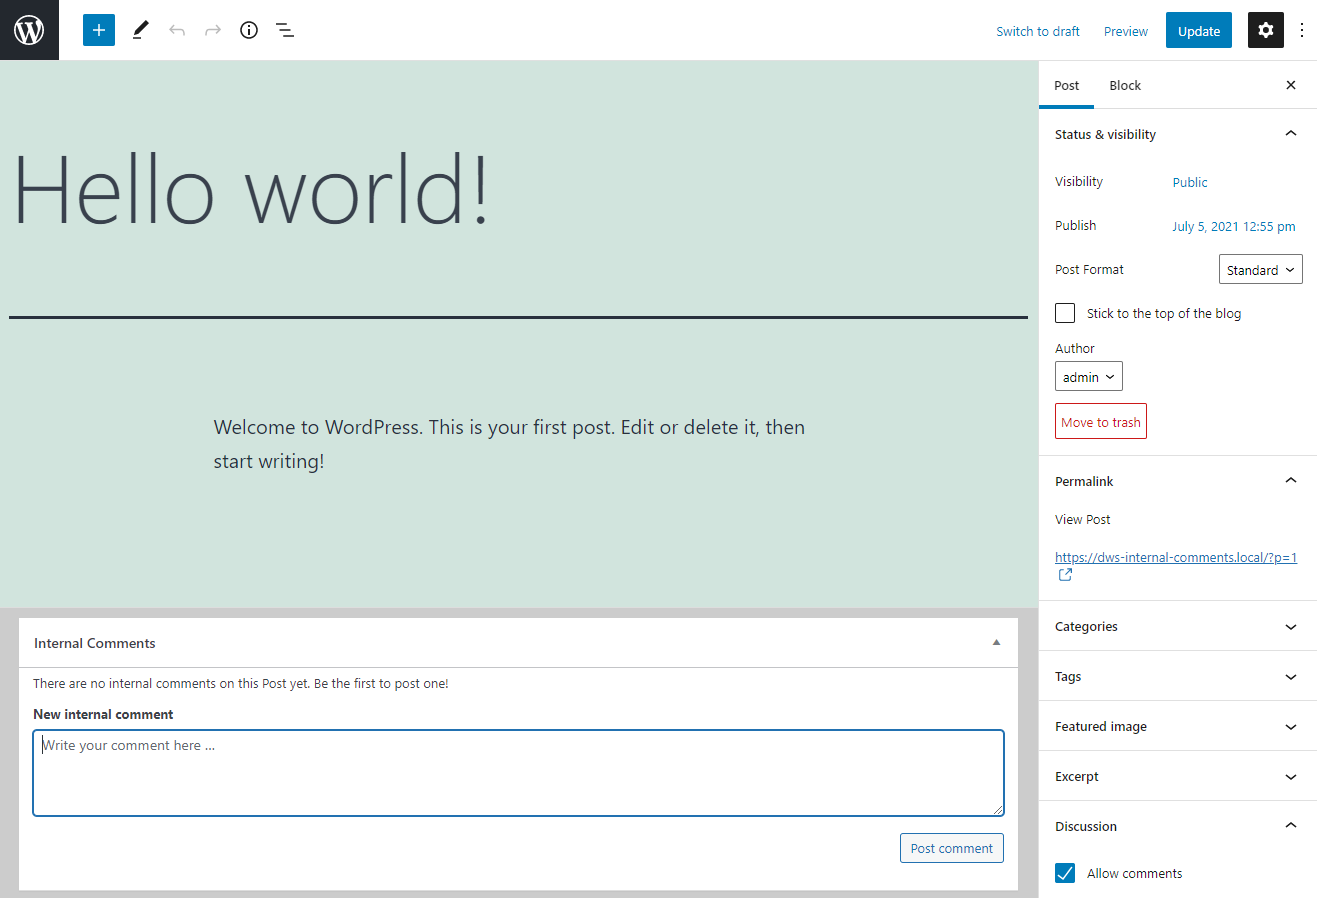 Switch to draft
Preview
Update
Hello world!
Welcome to WordPress. This is your first post. Edit or delete it, then
start writing!
Internal Comments
There are no internal comments on this Post yet. Be the first to post one!
New internal comment
Write your comment here ...
Post comment
Post
Block
Status & visibility
Visibility
Public
Publish
July 5, 2021 12:55 pm
Post Format
Standard
Stick to the top of the blog
Author
admin
Move to trash
Permalink
View Post
https://dws-internal-comments.local/?p=1
Categories
Tags
Featured image
Excerpt
Discussion
Allow comments